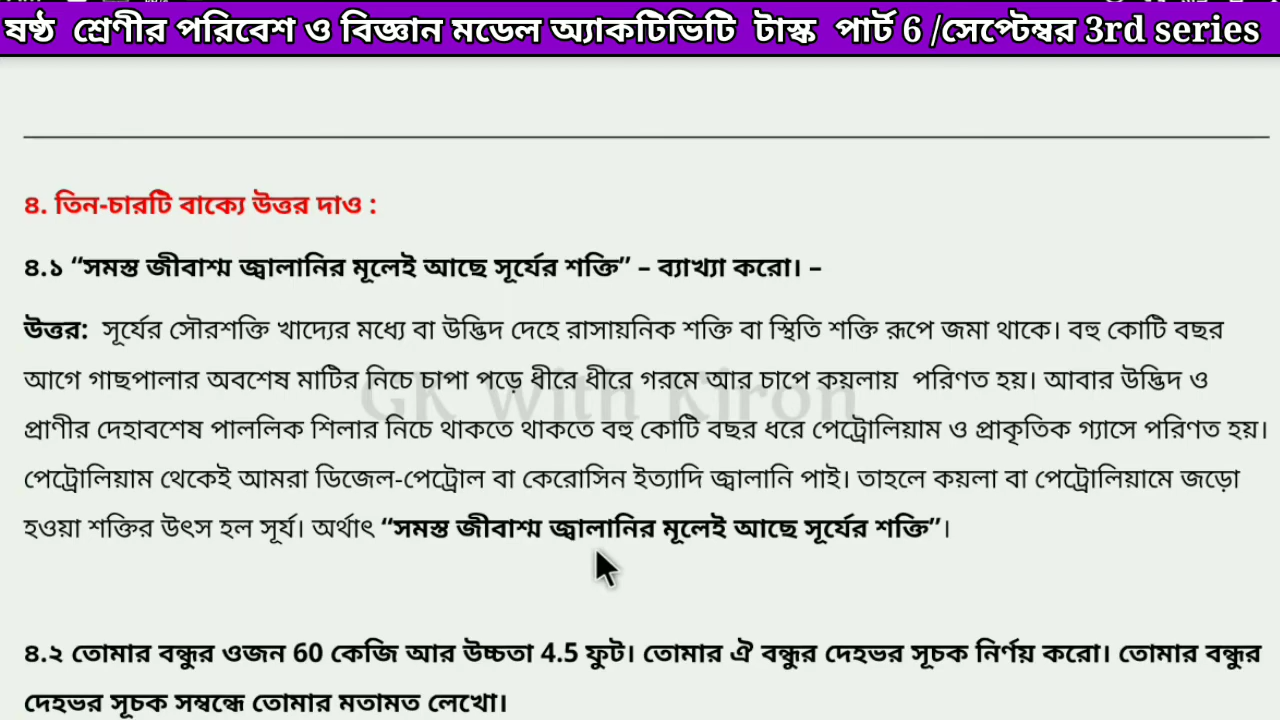 ষষ্ঠ শ্রেণীর পরিবেশ ও বিজ্ঞান মডেল অ্যাকটিভিটি টাস্ক পার্ট 6 /সেপ্টেম্বর 3rd series
৪. তিন-চারটি বাক্যে উত্তর দাও :
৪.১ “সমস্ত জীবাশ্ম জ্বালানির মূলেই আছে সূর্যের শক্তি” – ব্যাখ্যা করো। –
উত্তর: সূর্যের সৌরশক্তি খাদ্যের মধ্যে বা উদ্ভিদ দেহে রাসায়নিক শক্তি বা স্থিতি শক্তি রূপে জমা থাকে। বহু কোটি বছর
আগে গাছপালার অবশেষ মাটির নিচে চাপা পড়ে ধীরে ধীরে গরমে আর চাপে কয়লায় পরিণত হয়। আবার উদ্ভিদ ও
GK with Kiron
প্রাণীর দেহাবশেষ পাললিক শিলার নিচে থাকতে থাকতে বহু কোটি বছর ধরে পেট্রোলিয়াম ও প্রাকৃতিক গ্যাসে পরিণত হয়।
পেট্রোলিয়াম থেকেই আমরা ডিজেল-পেট্রোল বা কেরোসিন ইত্যাদি জ্বালানি পাই। তাহলে কয়লা বা পেট্রোলিয়ামে জড়ো
হওয়া শক্তির উৎস হল সূর্য। অর্থাৎ “সমস্ত জীবাশ্ম জ্বালানির মূলেই আছে সূর্যের শক্তি”।
৪.২ তোমার বন্ধুর ওজন 60 কেজি আর উচ্চতা 4.5 ফুট। তোমার ঐ বন্ধুর দেহভর সূচক নির্ণয় করো। তোমার বন্ধুর
দেহভর সূচক সম্বন্ধে তোমার মতামত লেখো।